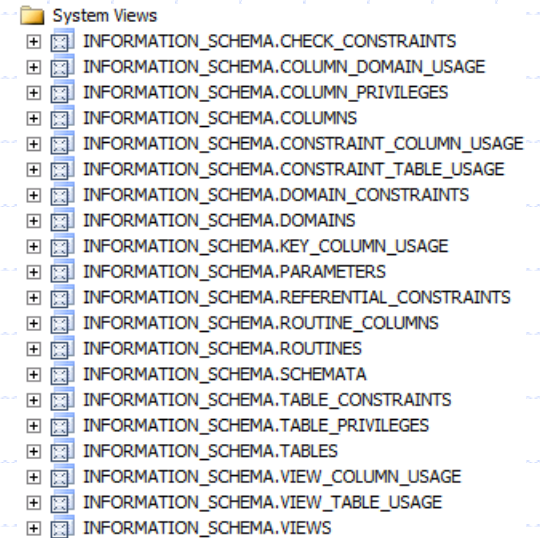 System Views
INFORMATION_SCHEMA.CHECK_CONSTRAINTS
INFORMATION_SCHEMA.COLUMN_DOMAIN_USAGE
INFORMATION_SCHEMA.COLUMN_PRIVILEGES
INFORMATION_SCHEMA.COLUMNS
INFORMATION_SCHEMA.CONSTRAINT_COLUMN_USAGE
INFORMATION_SCHEMA.CONSTRAINT_TABLE_USAGE
INFORMATION_SCHEMA.DOMAIN_CONSTRAINTS
INFORMATION_SCHEMA.DOMAINS
INFORMATION_SCHEMA.KEY_COLUMN_USAGE
INFORMATION_SCHEMA.PARAMETERS
INFORMATION_SCHEMA.REFERENTIAL_CONSTRAINTS
INFORMATION_SCHEMA.ROUTINE_COLUMNS
INFORMATION_SCHEMA.ROUTINES
INFORMATION_SCHEMA.SCHEMATA
INFORMATION_SCHEMA.TABLE_CONSTRAINTS
INFORMATION_SCHEMA.TABLE_PRIVILEGES
INFORMATION_SCHEMA.TABLES
INFORMATION_SCHEMA.VIEW_COLUMN_USAGE
INFORMATION_SCHEMA.VIEW_TABLE_USAGE
INFORMATION_SCHEMA.VIEWS